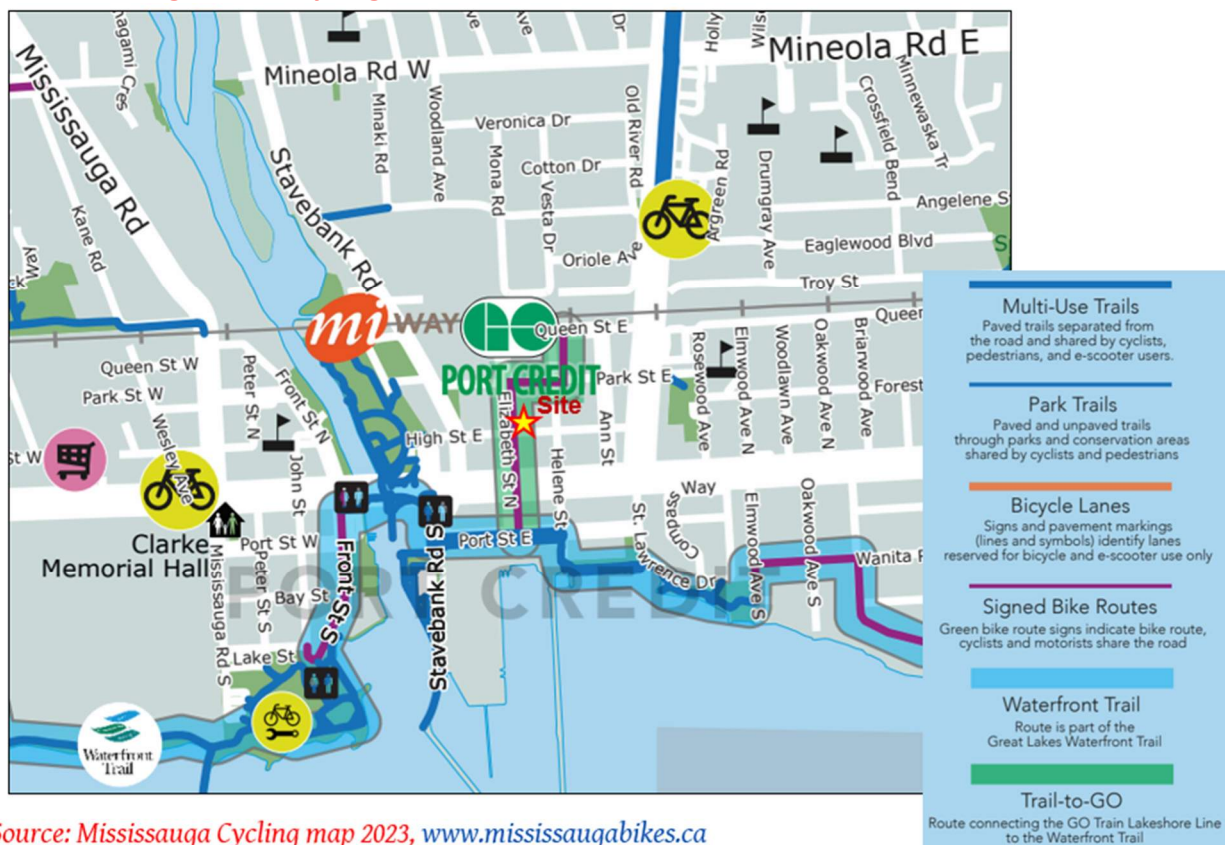 Mineola Rd W
Mineola Rd E
Mississauga Rd
Stavebank Rd
Minaki Rd
Woodland Ave
Veronica Dr
Mona Rd
Cotton Dr
Vesta Dr
Old River Rd
Oriole A
Argreen Rd
Drumgray Ave
Crossfield Bend
Minnewaska Tr
Angelene S
Eaglewood Blvd
Troy St
Kane Rd
Way
mi WAY
GO
PORT CREDIT
Queen St E
Queen
Park St E
Site
Elizabeth St N
Helene St
Ann St
Rosewood Ave
Elmwood Ave N
Woodlawn Ave
Oakwood Ave N
Briarwood Ave
Forest
Queen St W
Park St W
Peter St N
Front St N
John St
High St E
St W
Wesley Ave
Clarke
Memorial Hall
Port St W
Peter St S
Mississauga Rd S
Bay St
Lake St
Front St S
Stavebank Rd S
Port St E
St. Lawrence Dr
Compass
Way
Elmwood Ave S
Oakwood Ave S
Wanita
PORT CREDIT
Waterfront
Trail
Multi-Use Trails
Paved trails separated from
the road and shared by cyclists,
pedestrians, and e-scooter users.
Park Trails
Paved and unpaved trails
through parks and conservation areas
shared by cyclists and pedestrians
Bicycle Lanes
Signs and pavement markings
(lines and symbols) identify lanes
reserved for bicycle and e-scooter use only
Signed Bike Routes
Green bike route signs indicate bike route,
cyclists and motorists share the road
Waterfront Trail
Route is part of the
Great Lakes Waterfront Trail
Trail-to-GO
Route connecting the GO Train Lakeshore Line
to the Waterfront Trail
Source: Mississauga Cycling map 2023, www.mississaugabikes.ca